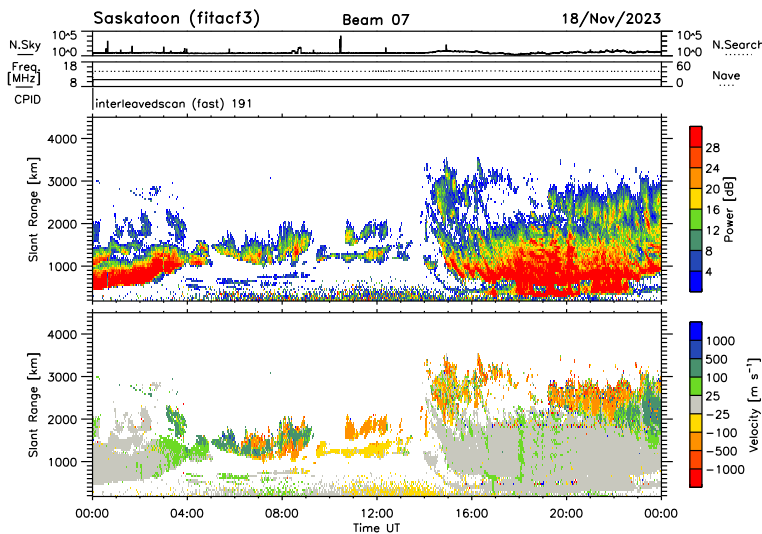 Saskatoon (fitacf3) Beam 07 18/Nov/2023
N.Sky 10^5 10^0 10^5 10^0 N.Search
Freq. [MHz] 18 8 60 0 Nave
CPID interleavedscan (fast) 191
Slant Range [km] 4000 3000 2000 1000
Power [dB] 28 24 20 16 12 8 4
Slant Range [km] 4000 3000 2000 1000
Velocity [m s⁻¹] 1000 500 100 25 -25 -100 -500 -1000
00:00 04:00 08:00 12:00 16:00 20:00 00:00
Time UT